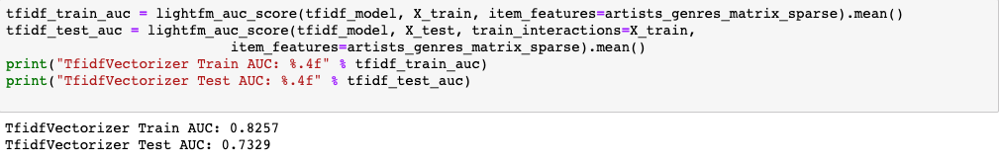 tfidf_train_auc = lightfm_auc_score(tfidf_model, X_train, item_features=artists_genres_matrix_sparse).mean()
tfidf_test_auc = lightfm_auc_score(tfidf_model, X_test, train_interactions=X_train,
item_features=artists_genres_matrix_sparse).mean()
print("TfidfVectorizer Train AUC: %.4f" % tfidf_train_auc)
print("TfidfVectorizer Test AUC: %.4f" % tfidf_test_auc)
TfidfVectorizer Train AUC: 0.8257
TfidfVectorizer Test AUC: 0.7329